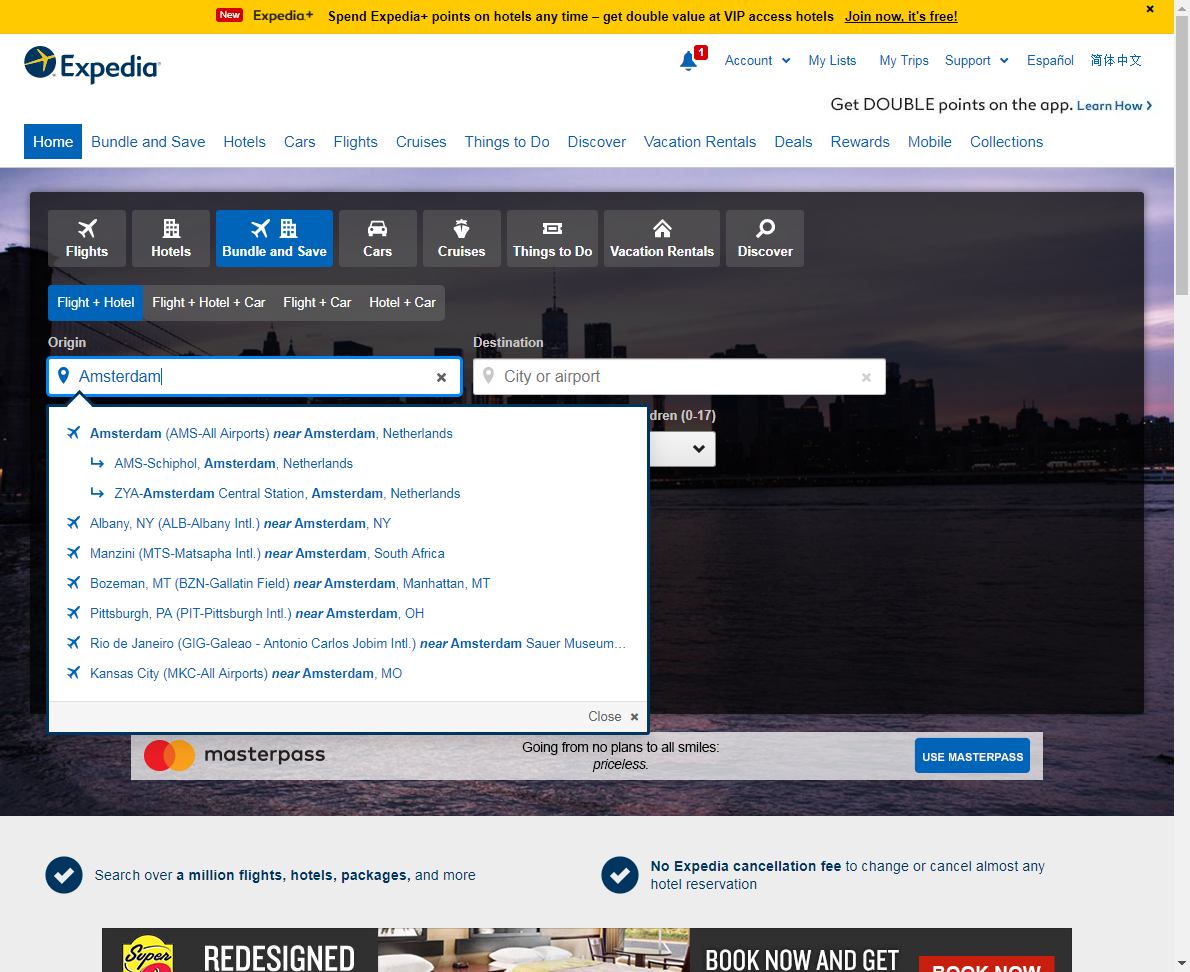 New Expedia+ Spend Expedia+ points on hotels any time – get double value at VIP access hotels Join now, it's free!
Expedia
1 Account My Lists My Trips Support Español 简体中文
Get DOUBLE points on the app. Learn How
Home Bundle and Save Hotels Cars Flights Cruises Things to Do Discover Vacation Rentals Deals Rewards Mobile Collections
Flights Hotels Bundle and Save Cars Cruises Things to Do Vacation Rentals Discover
Flight + Hotel Flight + Hotel + Car Flight + Car Hotel + Car
Origin Destination
Amsterdam City or airport
dren (0-17)
Amsterdam (AMS-All Airports) near Amsterdam, Netherlands
AMS-Schiphol, Amsterdam, Netherlands
ZYA-Amsterdam Central Station, Amsterdam, Netherlands
Albany, NY (ALB-Albany Intl.) near Amsterdam, NY
Manzini (MTS-Matsapha Intl.) near Amsterdam, South Africa
Bozeman, MT (BZN-Gallatin Field) near Amsterdam, Manhattan, MT
Pittsburgh, PA (PIT-Pittsburgh Intl.) near Amsterdam, OH
Rio de Janeiro (GIG-Galeao - Antonio Carlos Jobim Intl.) near Amsterdam Sauer Museum…
Kansas City (MKC-All Airports) near Amsterdam, MO
Close
masterpass
Going from no plans to all smiles:
priceless.
USE MASTERPASS
Search over a million flights, hotels, packages, and more
No Expedia cancellation fee to change or cancel almost any
hotel reservation
Super
REDESIGNED
BOOK NOW AND GET
BOOK NOW